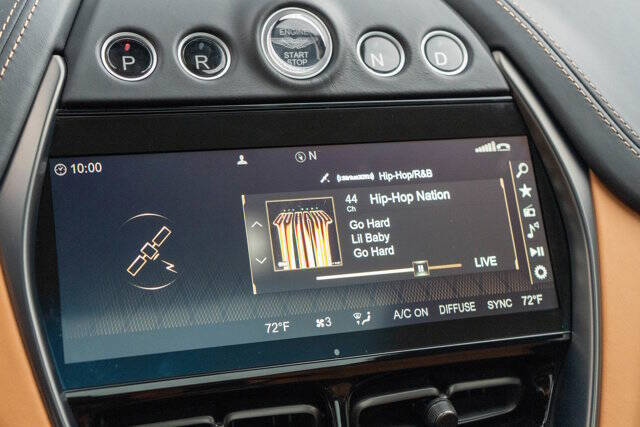 P R ENGINE START STOP N D
10:00 N
SiriusXM Hip-Hop/R&B
44 Hip-Hop Nation
Ch
Go Hard
Lil Baby
Go Hard
LIVE
72°F 3 A/C ON DIFFUSE SYNC 72°F